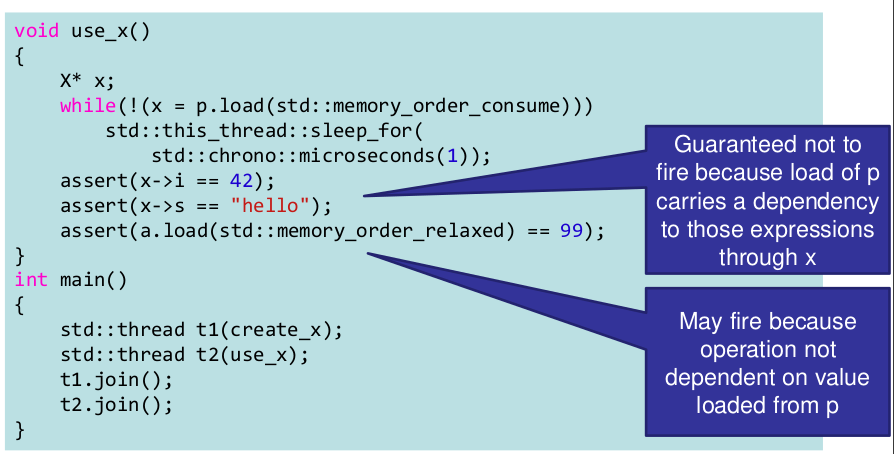 void use_x()
{
    X* x;
    while(!(x = p.load(std::memory_order_consume)))
        std::this_thread::sleep_for(
            std::chrono::microseconds(1));
    assert(x->i == 42);
    assert(x->s == "hello");
    assert(a.load(std::memory_order_relaxed) == 99);
}
int main()
{
    std::thread t1(create_x);
    std::thread t2(use_x);
    t1.join();
    t2.join();
}
Guaranteed not to
fire because load of p
carries a dependency
to those expressions
through x
May fire because
operation not
dependent on value
loaded from p